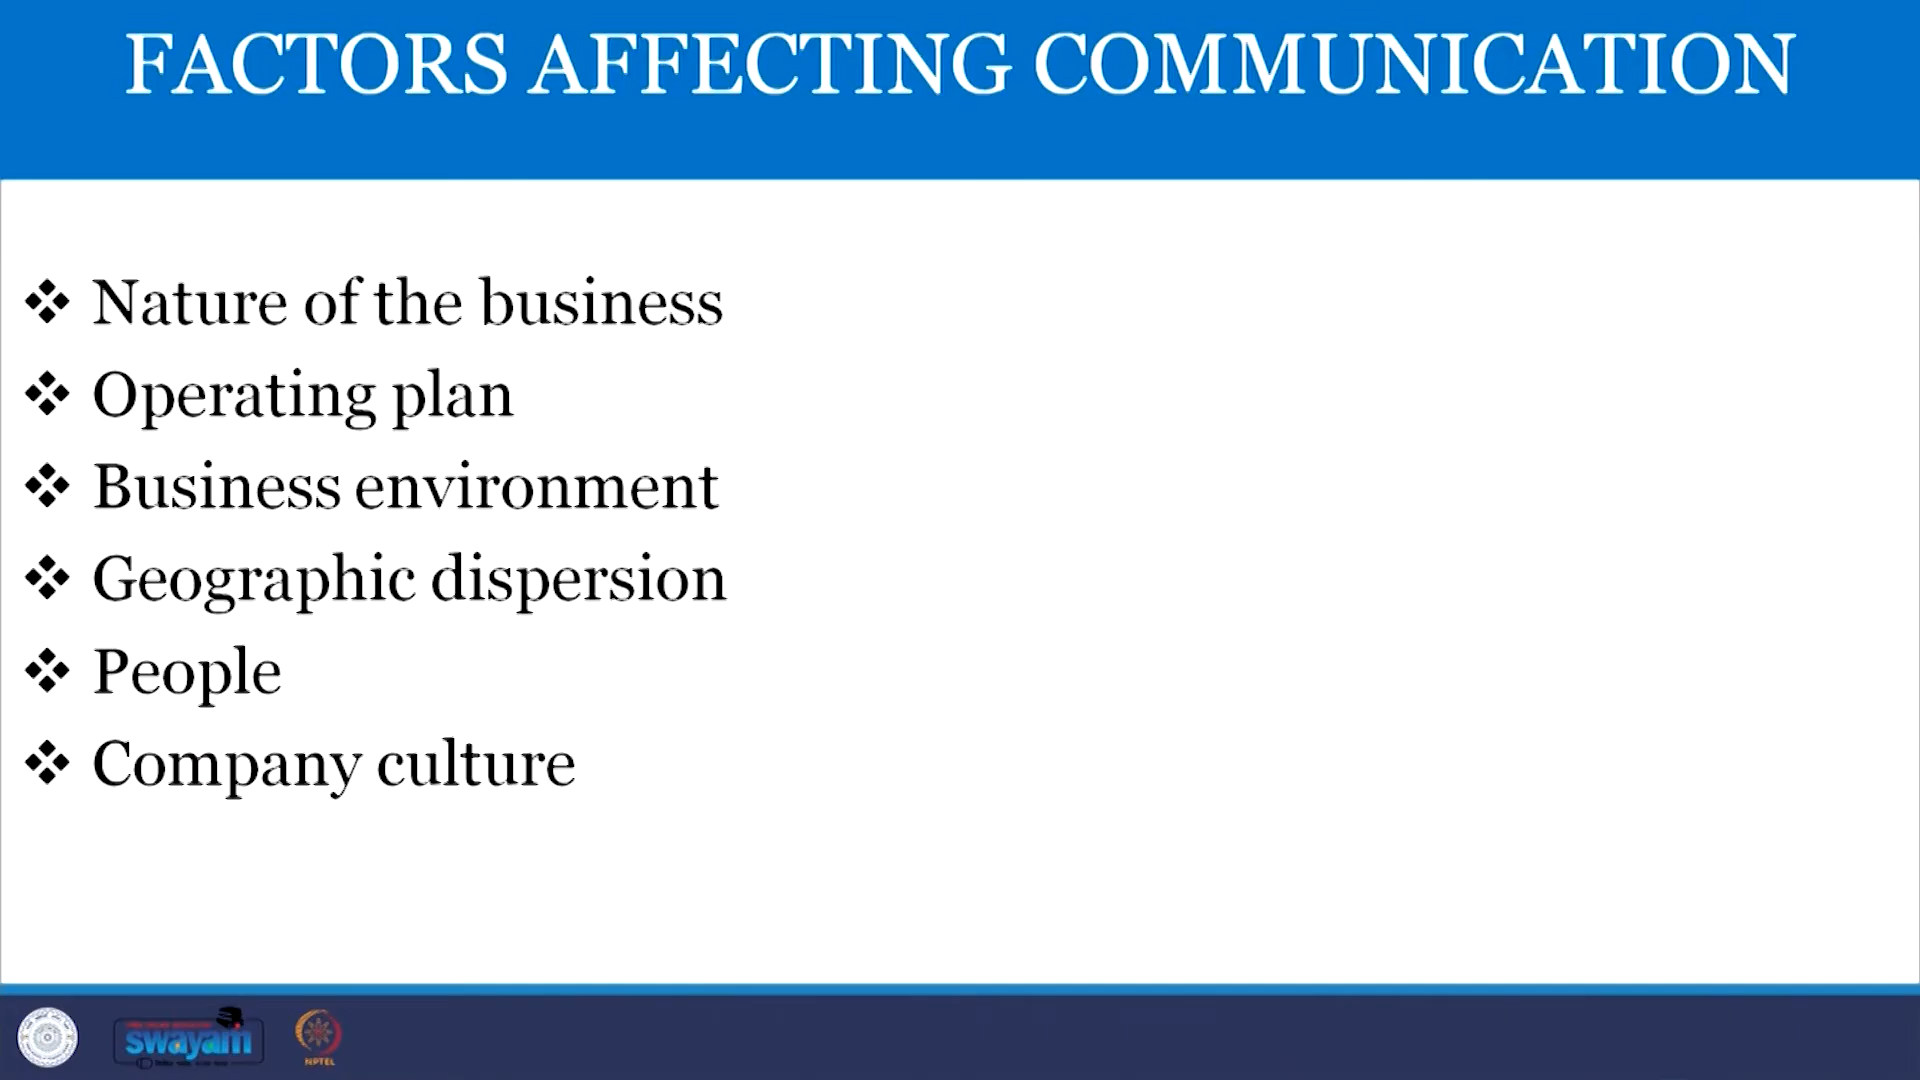 FACTORS AFFECTING COMMUNICATION
❖ Nature of the business
❖ Operating plan
❖ Business environment
❖ Geographic dispersion
❖ People
❖ Company culture
swayam
NPTEL